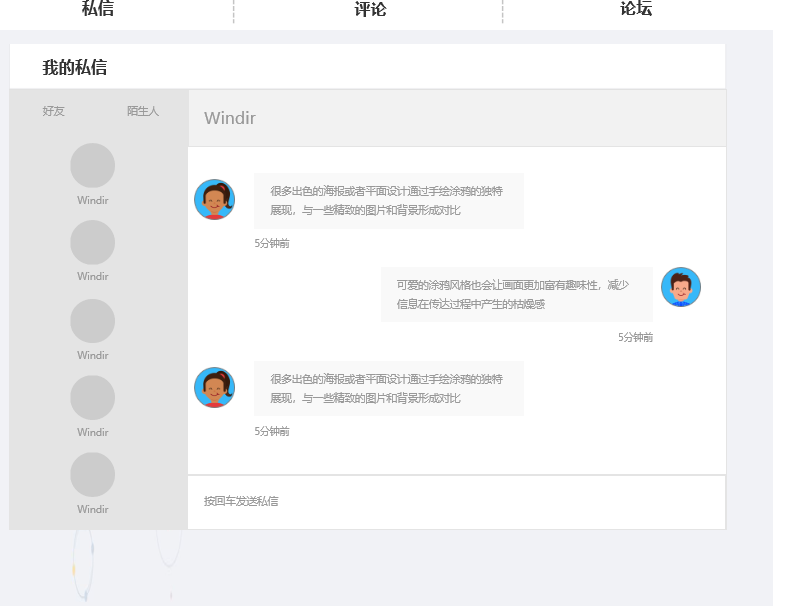 私信 评论 论坛
我的私信
好友 陌生人
Windir
Windir
Windir
Windir
Windir
Windir
很多出色的海报或者平面设计通过手绘涂鸦的独特
展现，与一些精致的图片和背景形成对比
5分钟前
可爱的涂鸦风格也会让画面更加富有趣味性，减少
信息在传达过程中产生的枯燥感
5分钟前
很多出色的海报或者平面设计通过手绘涂鸦的独特
展现，与一些精致的图片和背景形成对比
5分钟前
按回车发送私信